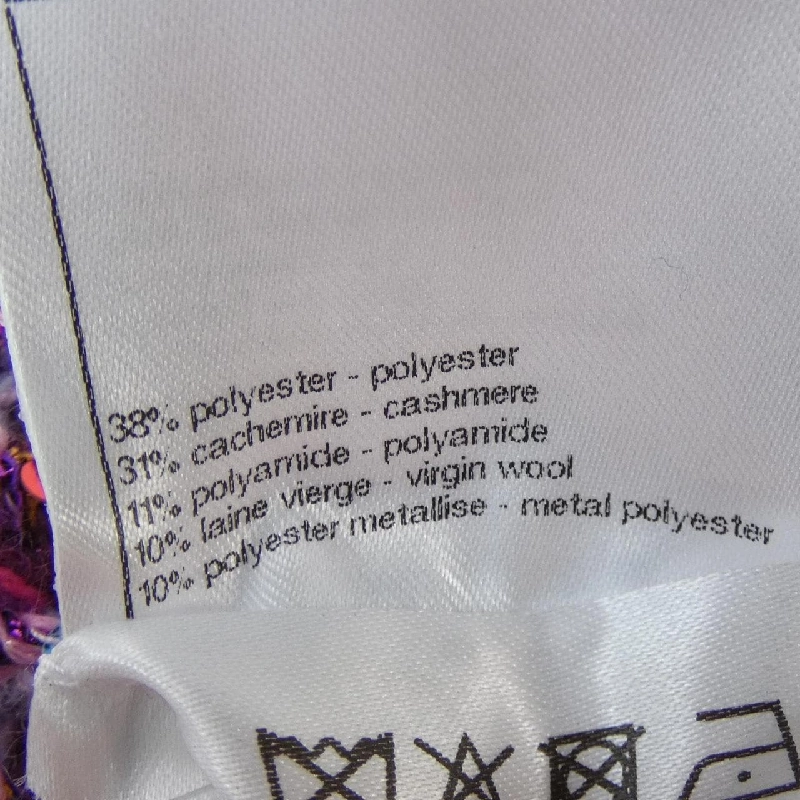 38% polyester - polyester
31% cachemire - cashmere
11% polyamide - polyamide
10% laine vierge - virgin wool
10% polyester metallise - metal polyester